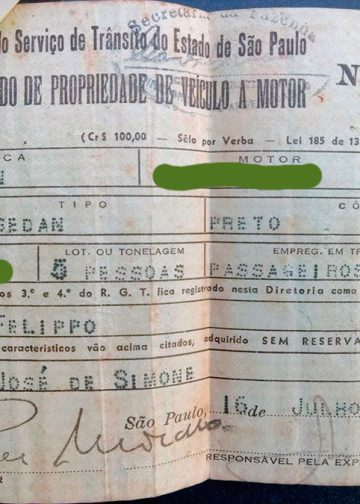 Secretaria da Fazenda
do Serviço de Trânsito do Estado de São Paulo
N
DO DE PROPRIEDADE DE VEÍCULO A MOTOR
(Cr$ 100,00 — Sêlo por Verba — Lei 185 de 13
CA MOTOR
N
TIPO CÔ
SEDAN PRETO
LOT. OU TONELAGEM EMPREG. EM TR
5 PESSOAS PASSAGEIROS
os 3.º e 4.º do R. G. T. fica registrado nesta Diretoria como
FELIPPO
característicos vão acima citados, adquirido SEM RESERVA
JOSÉ DE SIMONE
São Paulo, 16 de JUNHO
RESPONSÁVEL PELA EXP
OR